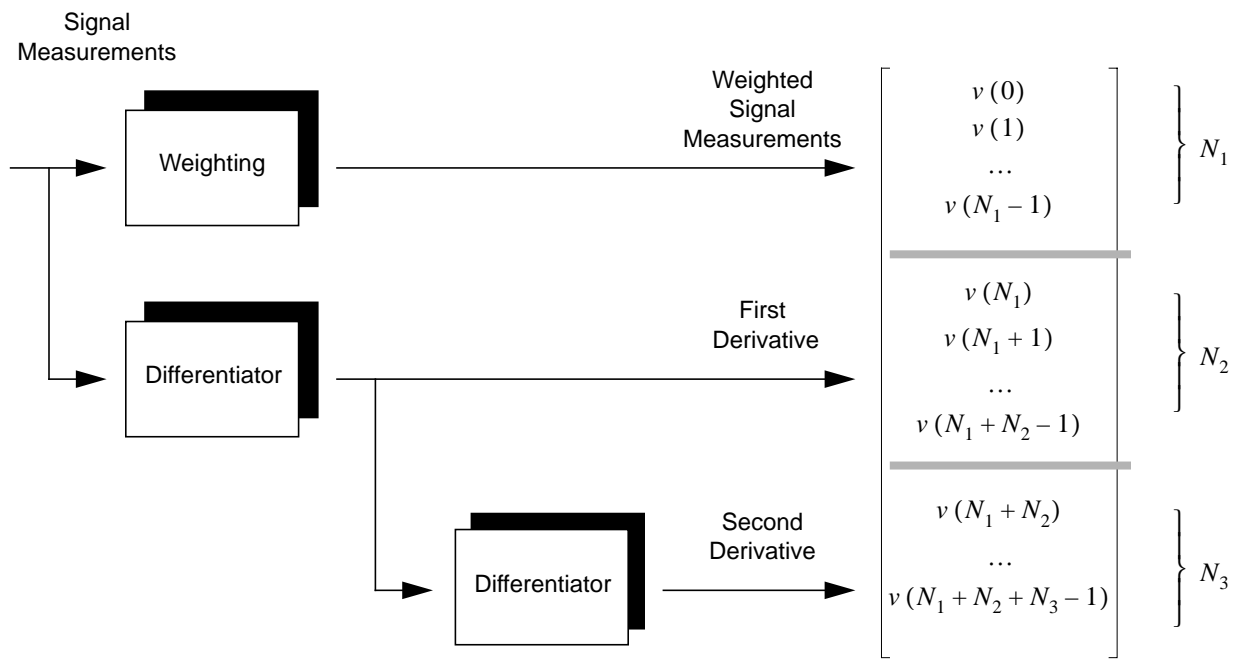 Signal
Measurements
Weighting
Weighted
Signal
Measurements
v (0)
v (1)
…
v (N₁ – 1)
N₁
Differentiator
First
Derivative
v (N₁)
v (N₁ + 1)
…
v (N₁ + N₂ – 1)
N₂
Differentiator
Second
Derivative
v (N₁ + N₂)
…
v (N₁ + N₂ + N₃ – 1)
N₃